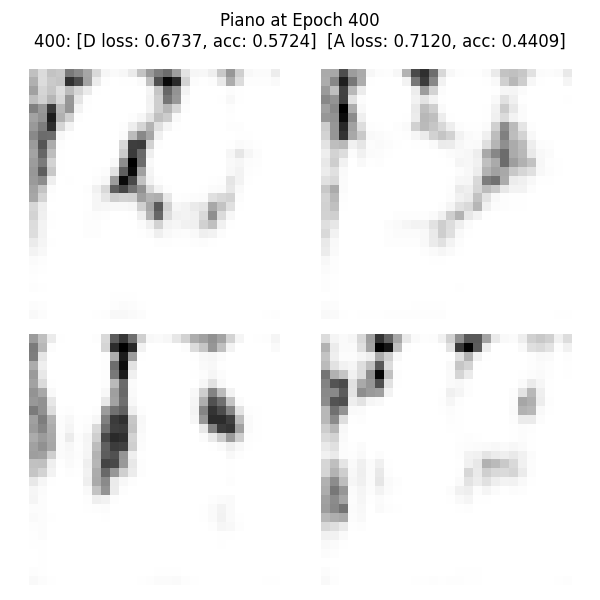 Piano at Epoch 400
400: [D loss: 0.6737, acc: 0.5724]  [A loss: 0.7120, acc: 0.4409]